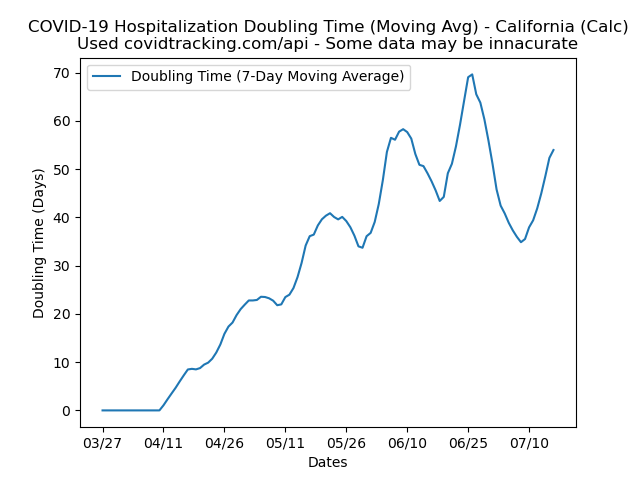 COVID-19 Hospitalization Doubling Time (Moving Avg) - California (Calc)
Used covidtracking.com/api - Some data may be innacurate
Doubling Time (7-Day Moving Average)
70
60
50
40
30
20
10
0
Doubling Time (Days)
03/27 04/11 04/26 05/11 05/26 06/10 06/25 07/10
Dates